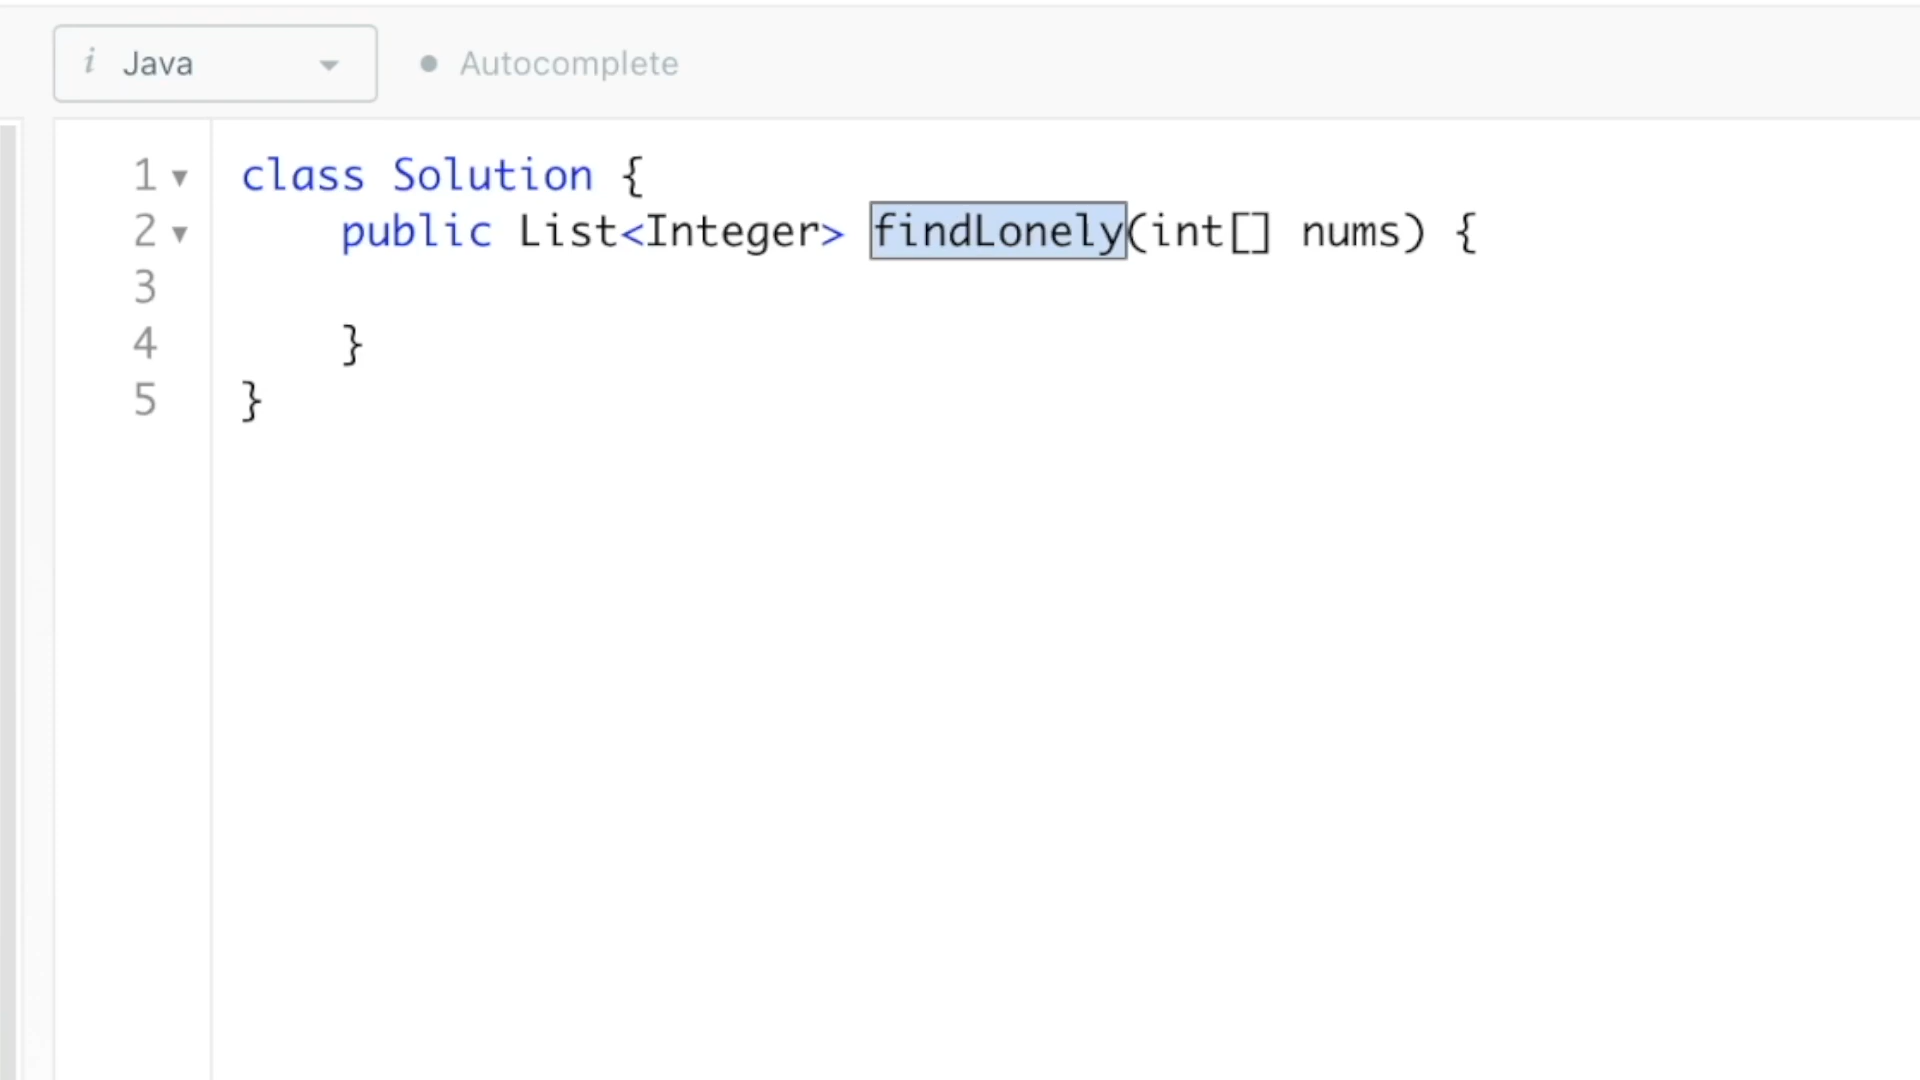 i Java Autocomplete
1 class Solution {
2 public List<Integer> findLonely(int[] nums) {
3
4 }
5 }